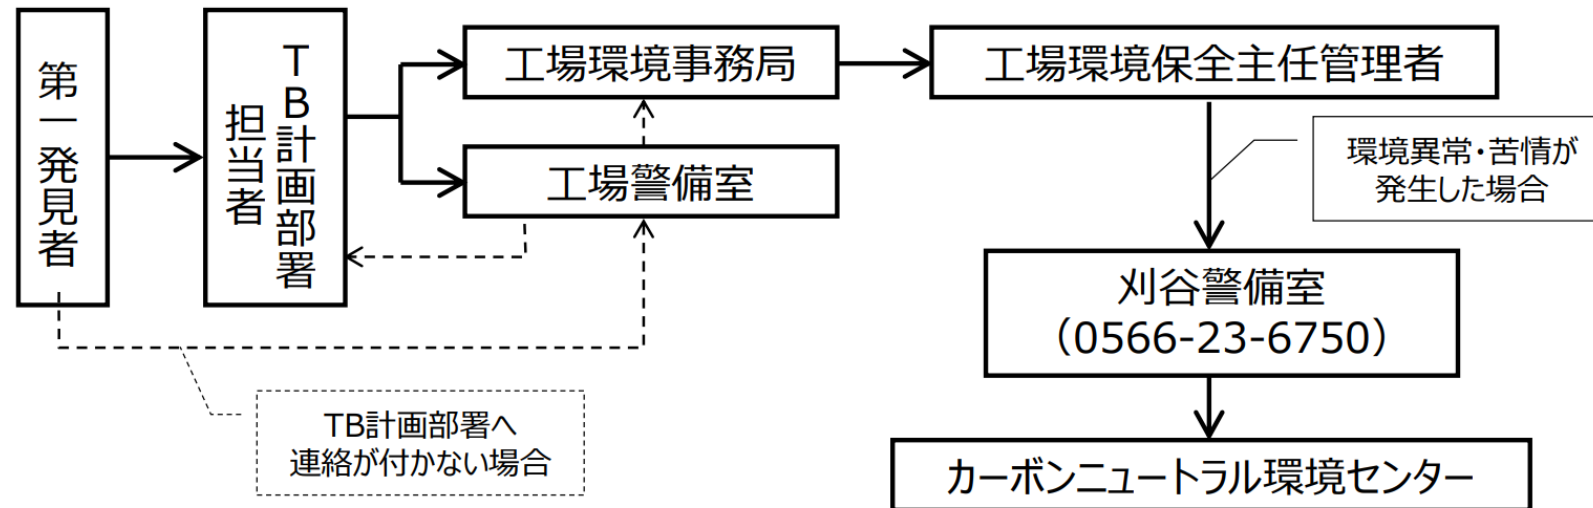 第一発見者
TB計画部署
担当者
工場環境事務局
工場環境保全主任管理者
工場警備室
環境異常・苦情が
発生した場合
刈谷警備室
（0566-23-6750）
TB計画部署へ
連絡が付かない場合
カーボンニュートラル環境センター